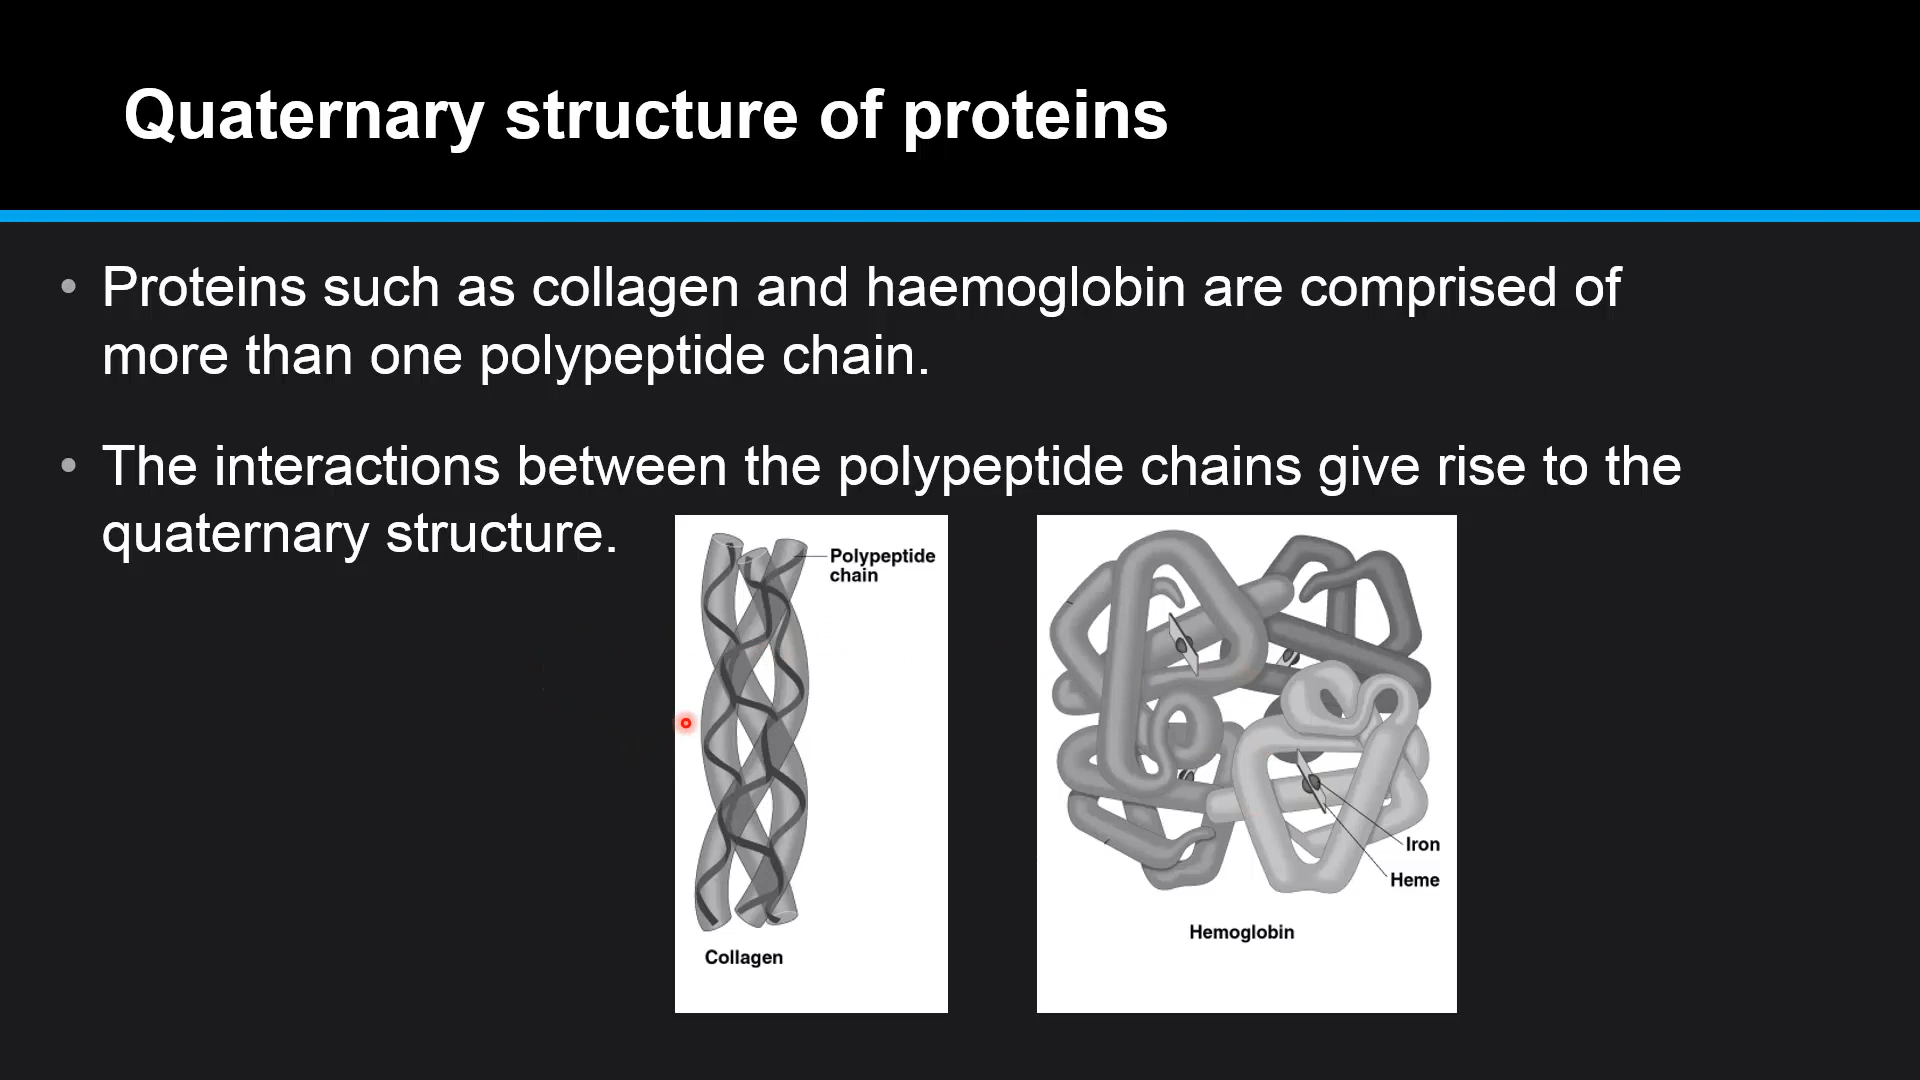 Quaternary structure of proteins
• Proteins such as collagen and haemoglobin are comprised of
more than one polypeptide chain.
• The interactions between the polypeptide chains give rise to the
quaternary structure.
Polypeptide
chain
Collagen
Iron
Heme
Hemoglobin